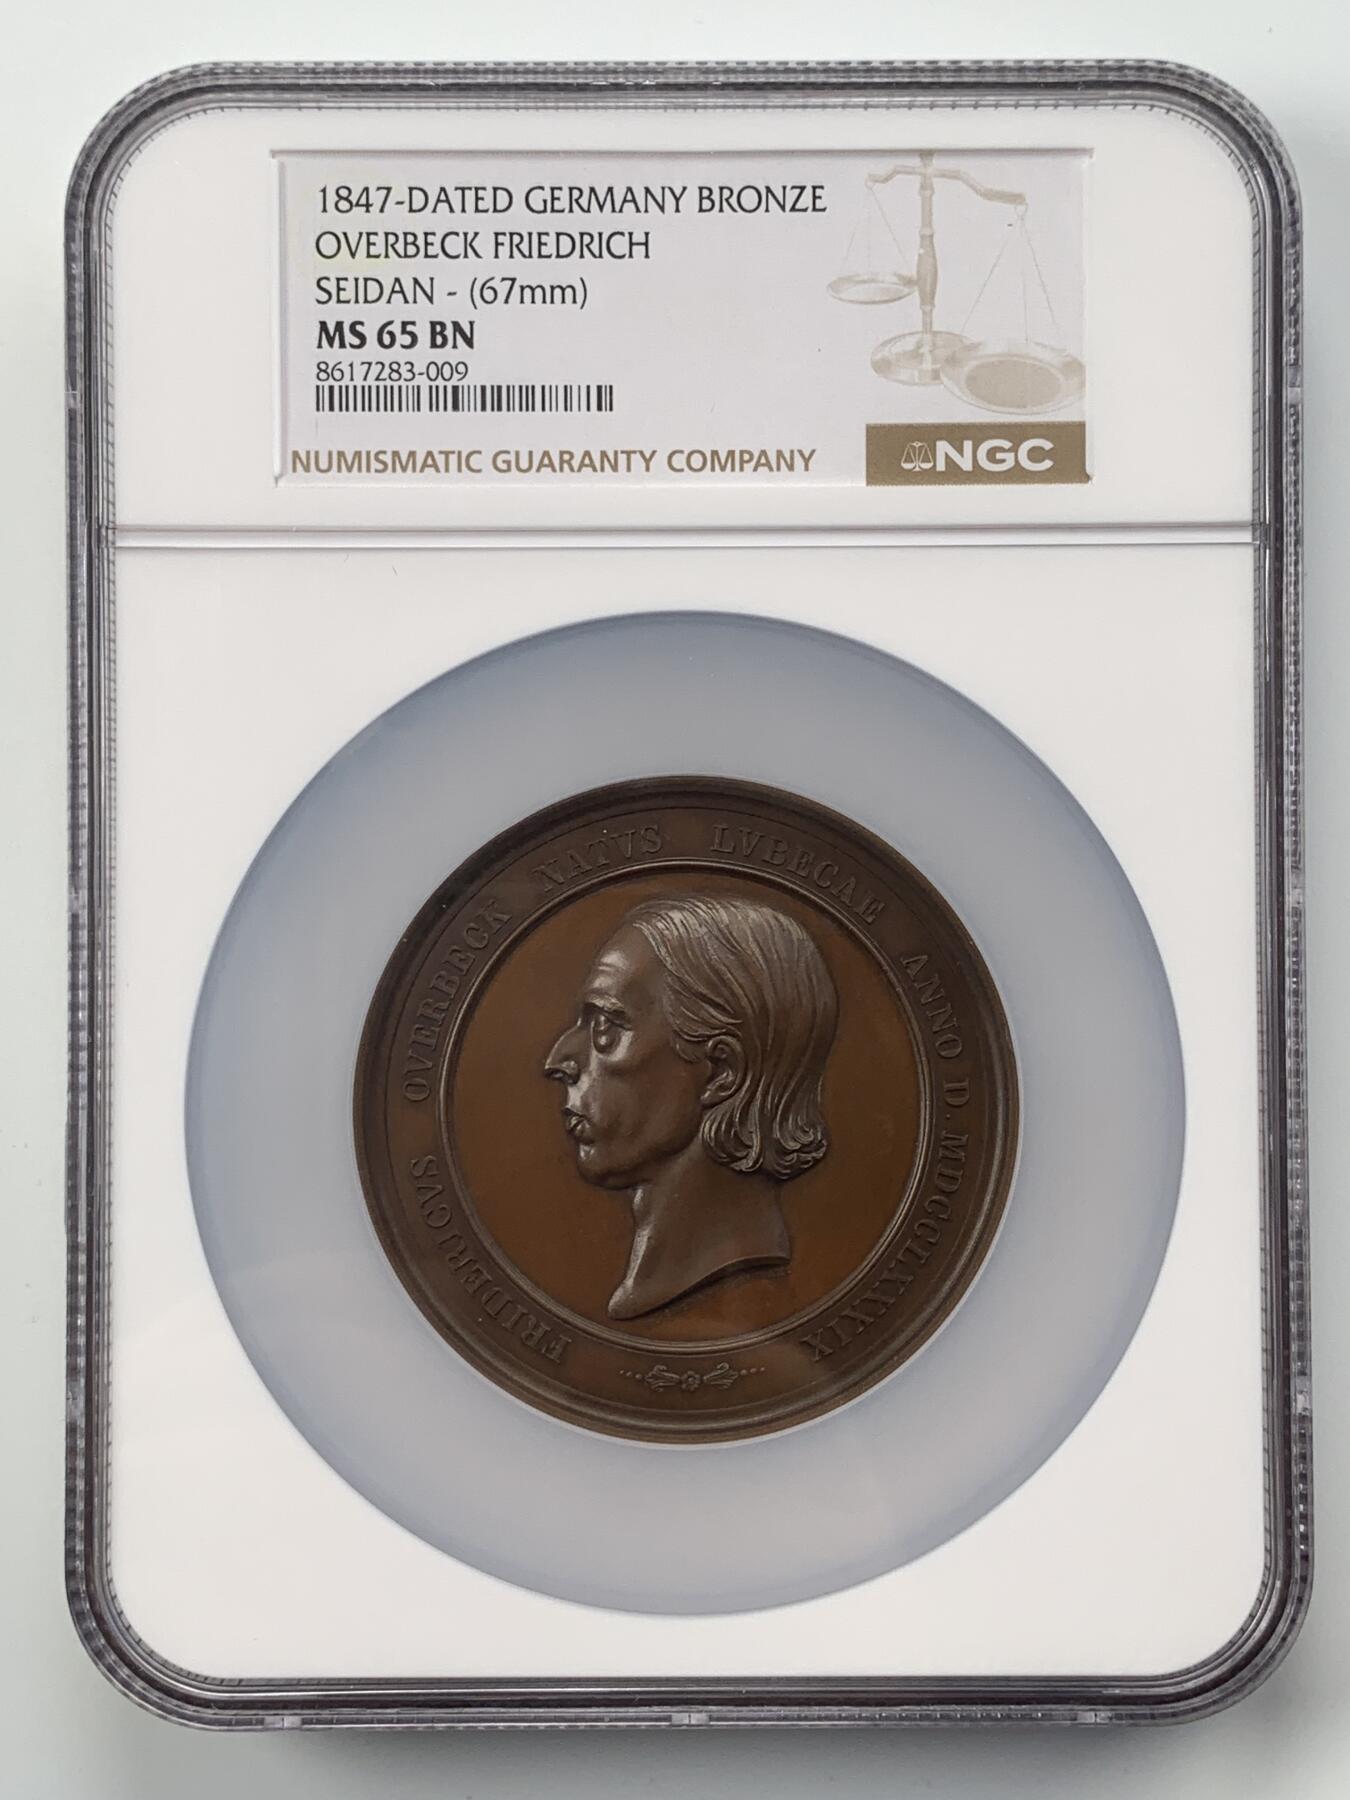 1847-DATED GERMANY BRONZE
OVERBECK FRIEDRICH
SEIDAN - (67mm)
MS 65 BN
8617283-009
NUMISMATIC GUARANTY COMPANY
NGC
FRIDERICVS OVERBECK NATVS LVBECAE ANNO D. MDCCLXXXIX